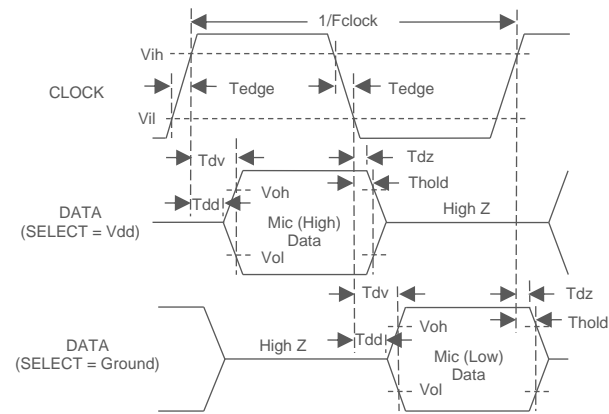 1/Fclock
Vih
CLOCK
Tedge
Tedge
Vil
Tdv
Tdz
Voh
Thold
Tdd
DATA
(SELECT = Vdd)
Mic (High)
Data
High Z
Vol
Tdv
Tdz
Voh
Thold
Tdd
DATA
(SELECT = Ground)
High Z
Mic (Low)
Data
Vol